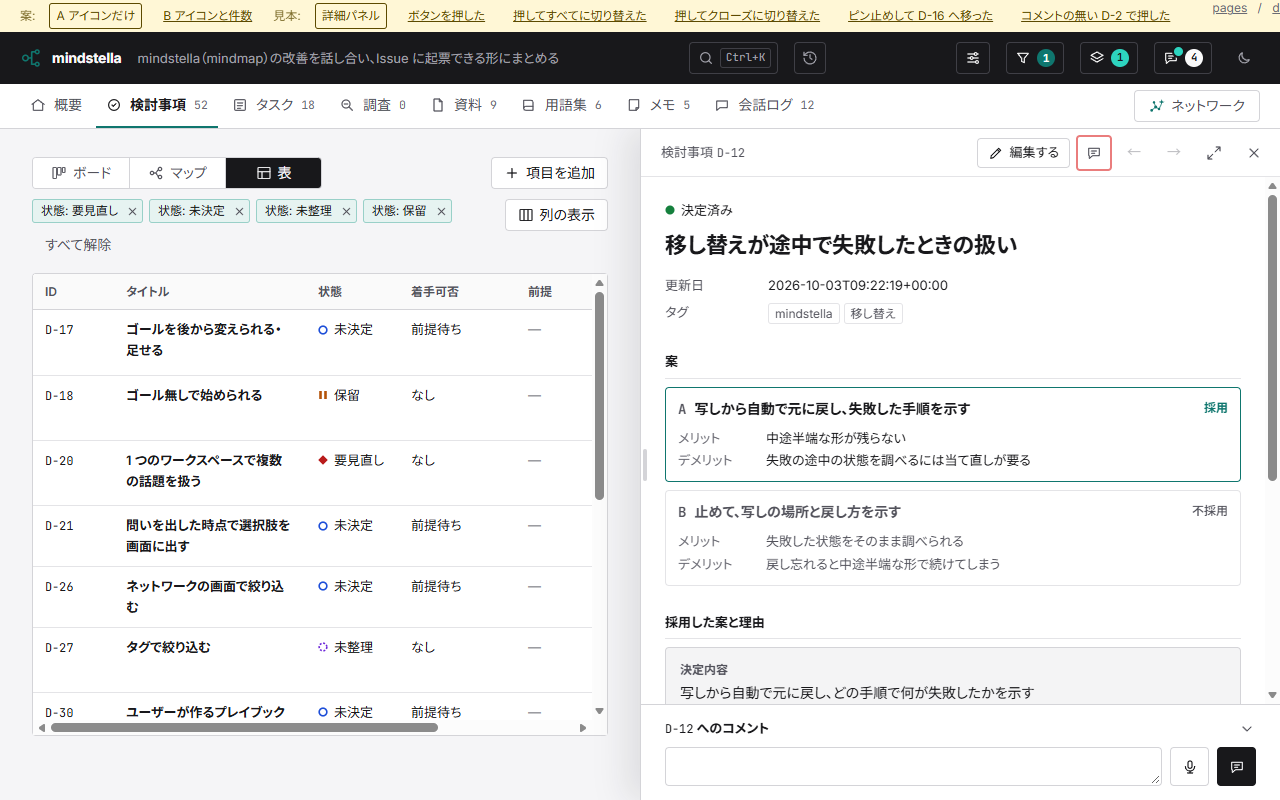 案: A アイコンだけ B アイコンと件数 見本: 詳細パネル ボタンを押した 押してすべてに切り替えた 押してクローズに切り替えた ピン止めして D-16 へ移った コメントの無い D-2 で押した pages / d
mindstella mindstella（mindmap）の改善を話し合い、Issue に起票できる形にまとめる Ctrl+K 1 1 4
概要 検討事項 52 タスク 18 調査 0 資料 9 用語集 6 メモ 5 会話ログ 12 ネットワーク
ボード マップ 表 項目を追加
状態: 要見直し 状態: 未決定 状態: 未整理 状態: 保留 列の表示
すべて解除
ID タイトル 状態 着手可否 前提
D-17 ゴールを後から変えられる・足せる 未決定 前提待ち —
D-18 ゴール無しで始められる 保留 なし —
D-20 1 つのワークスペースで複数の話題を扱う 要見直し なし —
D-21 問いを出した時点で選択肢を画面に出す 未決定 前提待ち —
D-26 ネットワークの画面で絞り込む 未決定 前提待ち —
D-27 タグで絞り込む 未整理 なし —
D-30 ユーザーが作るプレイブック 未決定 前提待ち —
検討事項 D-12 編集する ← →
決定済み
移し替えが途中で失敗したときの扱い
更新日 2026-10-03T09:22:19+00:00
タグ mindstella 移し替え
案
A 写しから自動で元に戻し、失敗した手順を示す 採用
メリット 中途半端な形が残らない
デメリット 失敗の途中の状態を調べるには当て直しが要る
B 止めて、写しの場所と戻し方を示す 不採用
メリット 失敗した状態をそのまま調べられる
デメリット 戻し忘れると中途半端な形で続けてしまう
採用した案と理由
決定内容
写しから自動で元に戻し、どの手順で何が失敗したかを示す
D-12 へのコメント